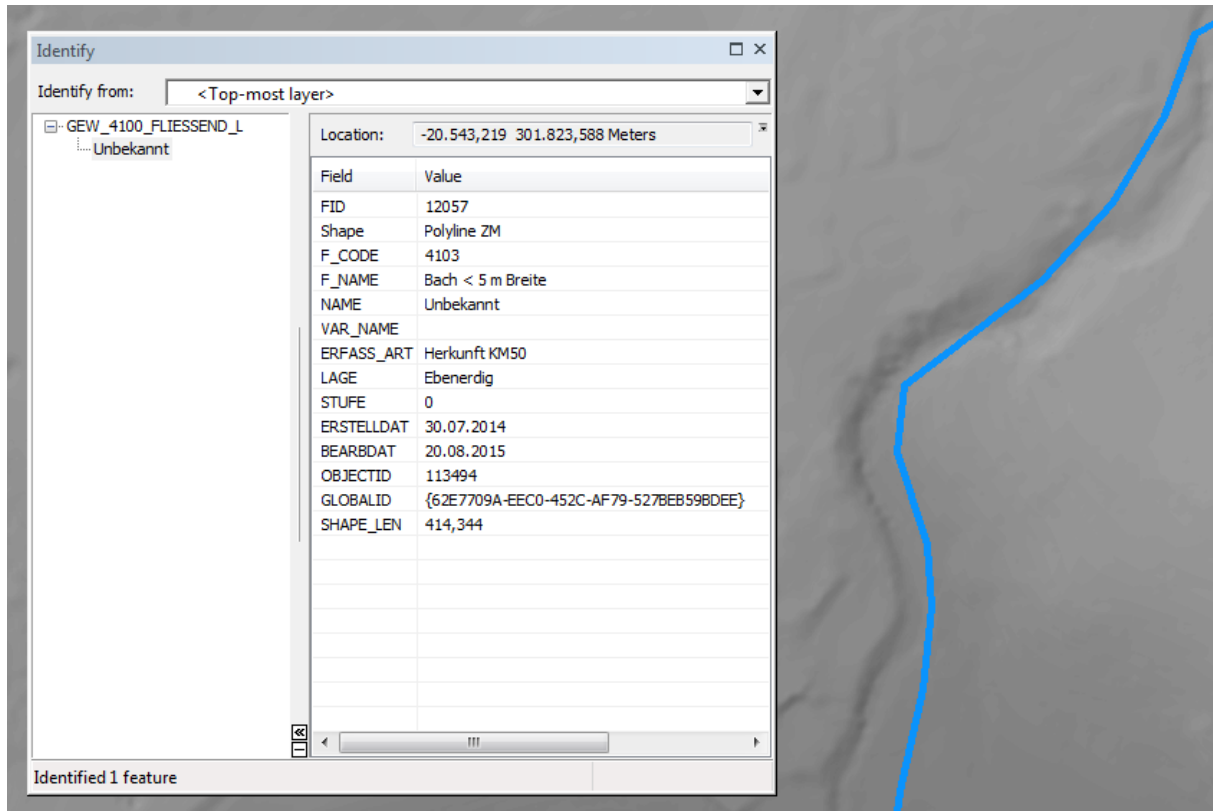 Identify
Identify from: <Top-most layer>
GEW_4100_FLIESSEND_L
Unbekannt
Location: -20.543,219 301.823,588 Meters
Field Value
FID 12057
Shape Polyline ZM
F_CODE 4103
F_NAME Bach < 5 m Breite
NAME Unbekannt
VAR_NAME
ERFASS_ART Herkunft KM50
LAGE Ebenerdig
STUFE 0
ERSTELLDAT 30.07.2014
BEARBDAT 20.08.2015
OBJECTID 113494
GLOBALID {62E7709A-EEC0-452C-AF79-527BEB59BDEE}
SHAPE_LEN 414,344
Identified 1 feature